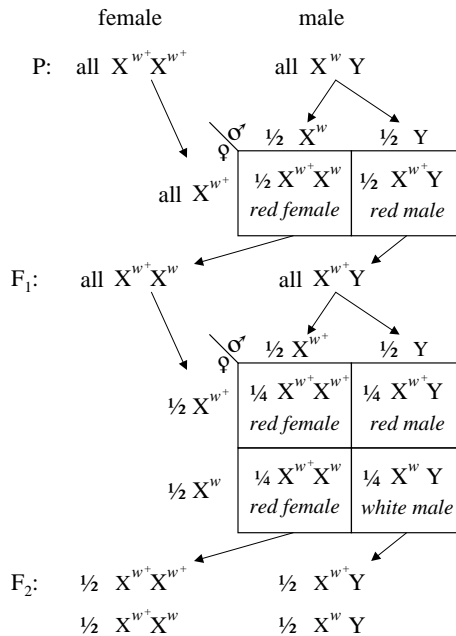 female male
P: all X^w+ X^w+ all X^w Y
♀ ♂ ½ X^w ½ Y
all X^w+ ½ X^w+ X^w ½ X^w+ Y
red female red male
F₁: all X^w+ X^w all X^w+ Y
♀ ♂ ½ X^w+ ½ Y
½ X^w+ ¼ X^w+ X^w+ ¼ X^w+ Y
red female red male
½ X^w ¼ X^w+ X^w ¼ X^w Y
red female white male
F₂: ½ X^w+ X^w+ ½ X^w+ Y
½ X^w+ X^w ½ X^w Y